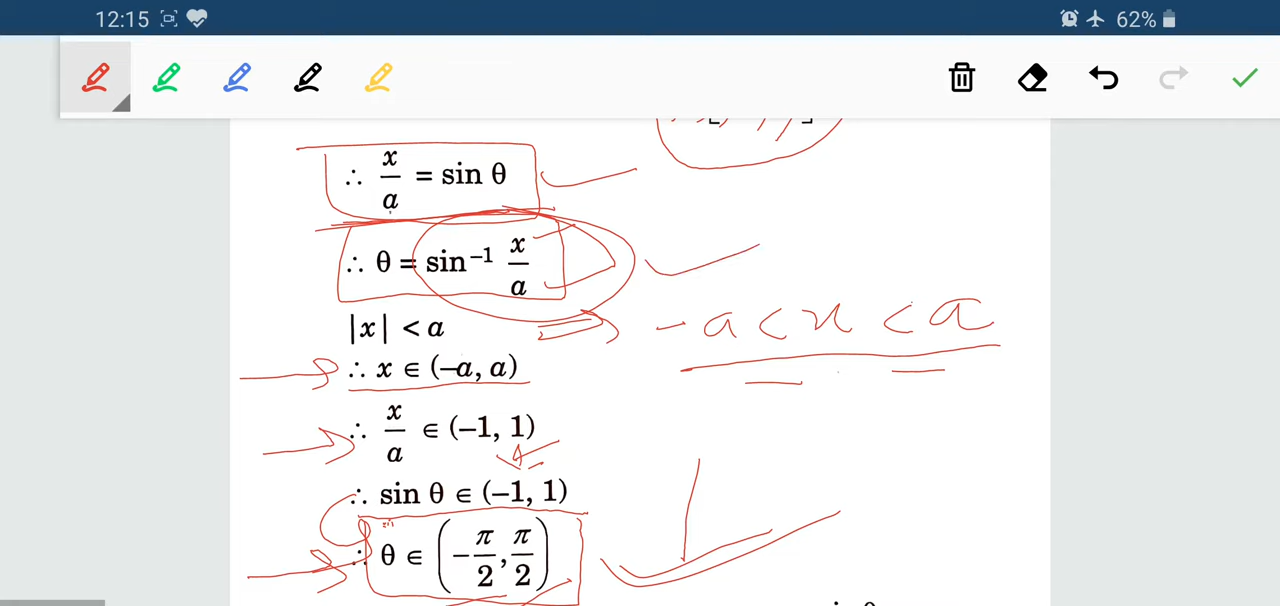 12:15 62%
∴ x/a = sin θ
∴ θ = sin⁻¹ x/a
|x| < a ⇒ -a < x < a
∴ x ∈ (–a, a)
∴ x/a ∈ (–1, 1)
∴ sin θ ∈ (–1, 1)
∴ θ ∈ (–π/2, π/2)